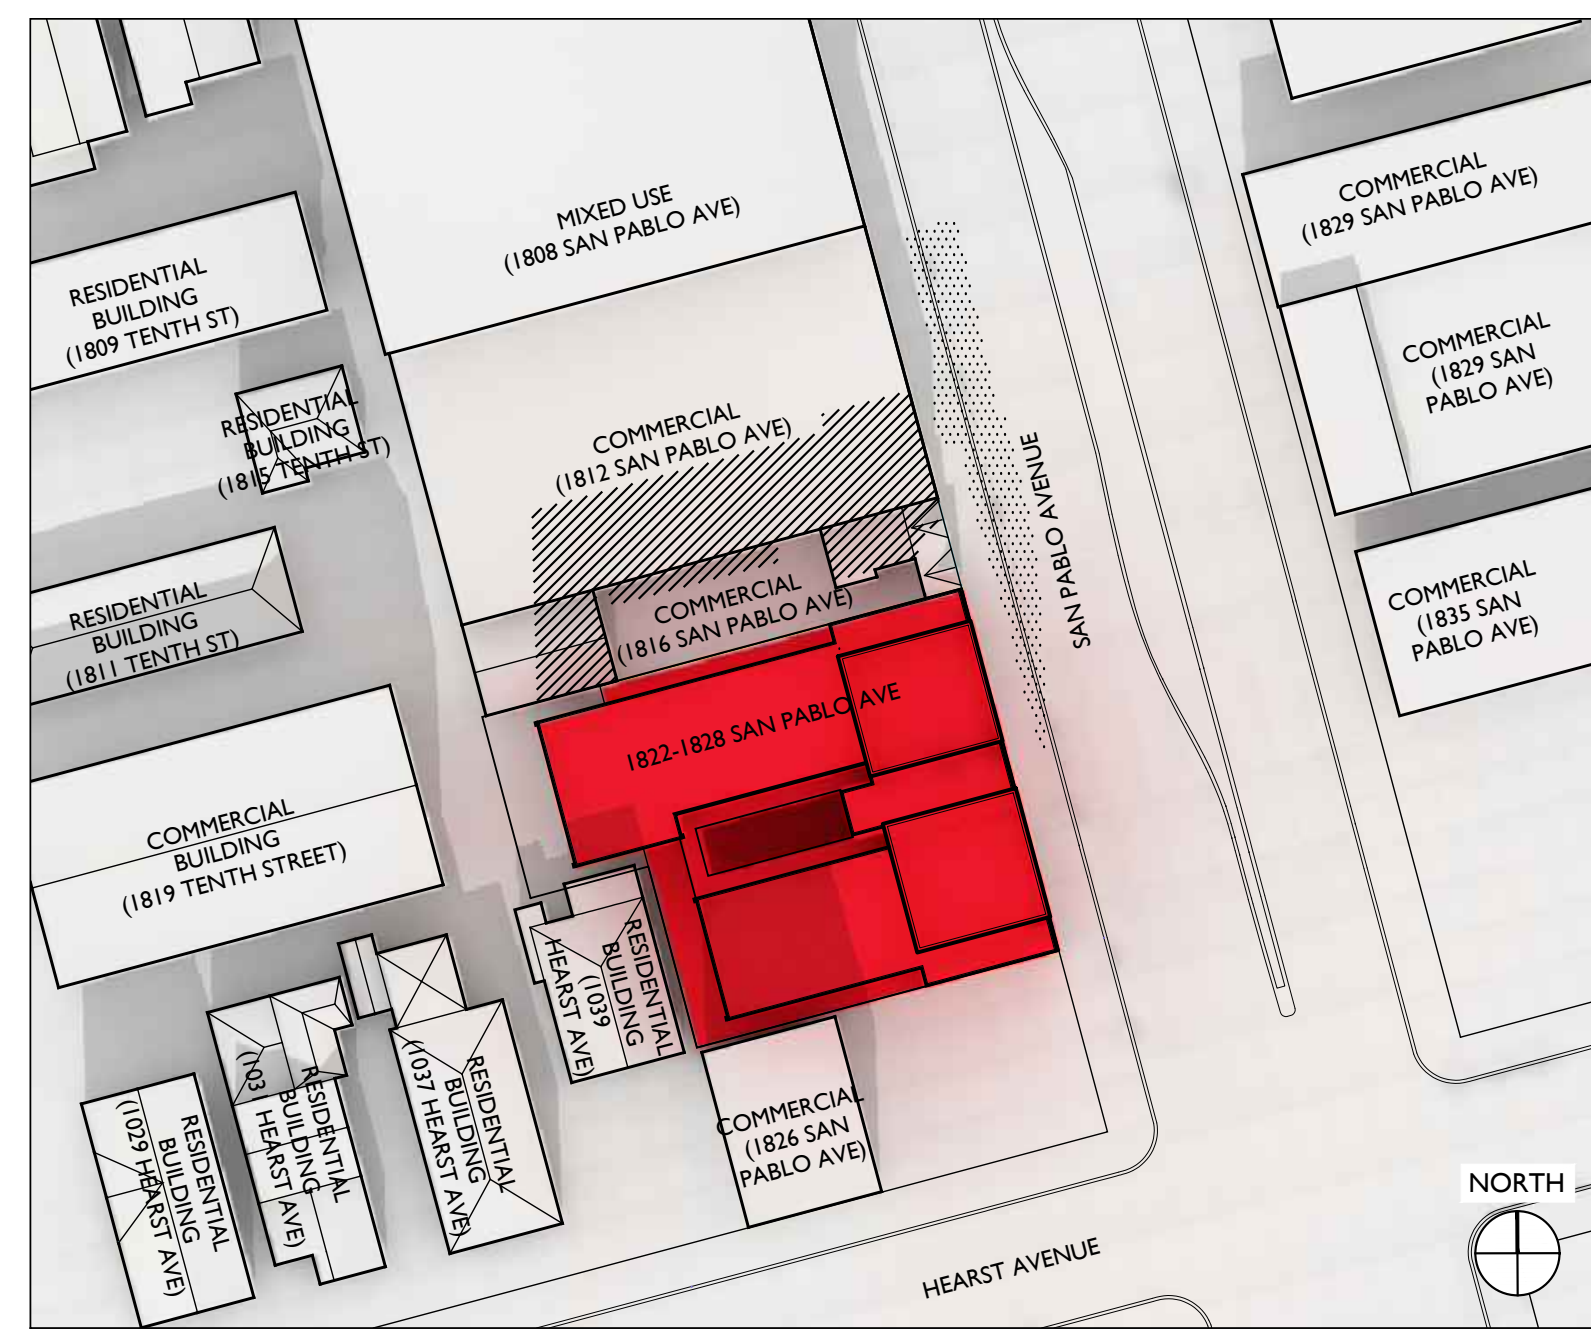 MIXED USE
(1808 SAN PABLO AVE)
COMMERCIAL
(1829 SAN PABLO AVE)
RESIDENTIAL
BUILDING
(1809 TENTH ST)
COMMERCIAL
(1829 SAN
PABLO AVE)
RESIDENTIAL
BUILDING
(1815 TENTH ST)
COMMERCIAL
(1812 SAN PABLO AVE)
SAN PABLO AVENUE
RESIDENTIAL
BUILDING
(1811 TENTH ST)
COMMERCIAL
(1816 SAN PABLO AVE)
COMMERCIAL
(1835 SAN
PABLO AVE)
1822-1828 SAN PABLO AVE
COMMERCIAL
BUILDING
(1819 TENTH STREET)
RESIDENTIAL
BUILDING
(1039
HEARST AVE)
RESIDENTIAL
BUILDING
(1029 HEARST AVE)
RESIDENTIAL
BUILDING
HEARST AVE)
RESIDENTIAL
BUILDING
(1037 HEARST AVE)
COMMERCIAL
(1826 SAN
PABLO AVE)
HEARST AVENUE
NORTH